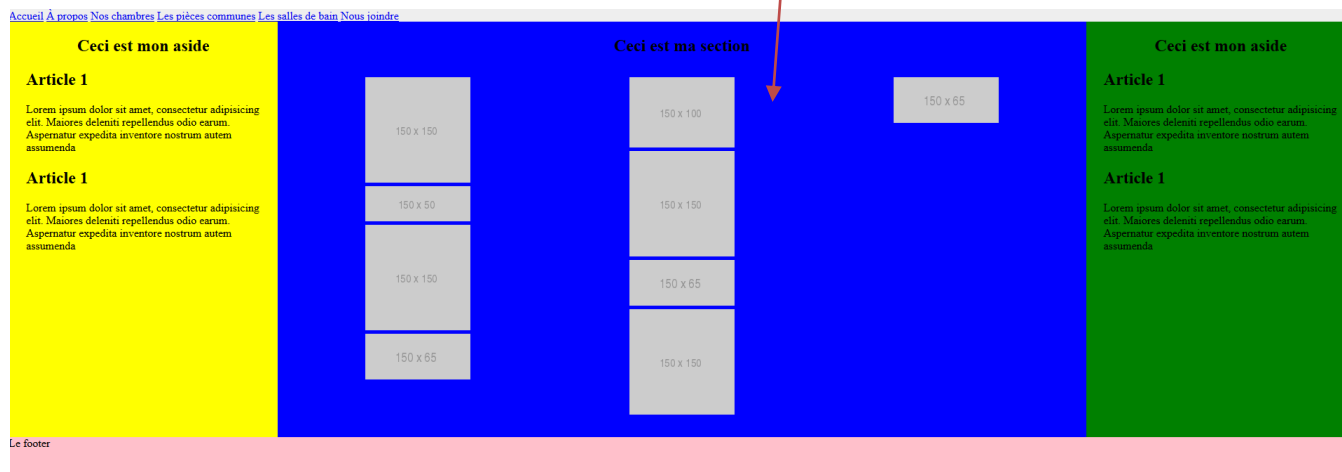 Accueil À propos Nos chambres Les pièces communes Les salles de bain Nous joindre
Ceci est mon aside
Article 1
Lorem ipsum dolor sit amet, consectetur adipisicing
elit. Maiores deleniti repellendus odio earum.
Aspernatur expedita inventore nostrum autem
assumenda
Article 1
Lorem ipsum dolor sit amet, consectetur adipisicing
elit. Maiores deleniti repellendus odio earum.
Aspernatur expedita inventore nostrum autem
assumenda
Ceci est ma section
150 x 150
150 x 50
150 x 150
150 x 65
150 x 100
150 x 150
150 x 65
150 x 150
150 x 65
Ceci est mon aside
Article 1
Lorem ipsum dolor sit amet, consectetur adipisicing
elit. Maiores deleniti repellendus odio earum.
Aspernatur expedita inventore nostrum autem
assumenda
Article 1
Lorem ipsum dolor sit amet, consectetur adipisicing
elit. Maiores deleniti repellendus odio earum.
Aspernatur expedita inventore nostrum autem
assumenda
Le footer